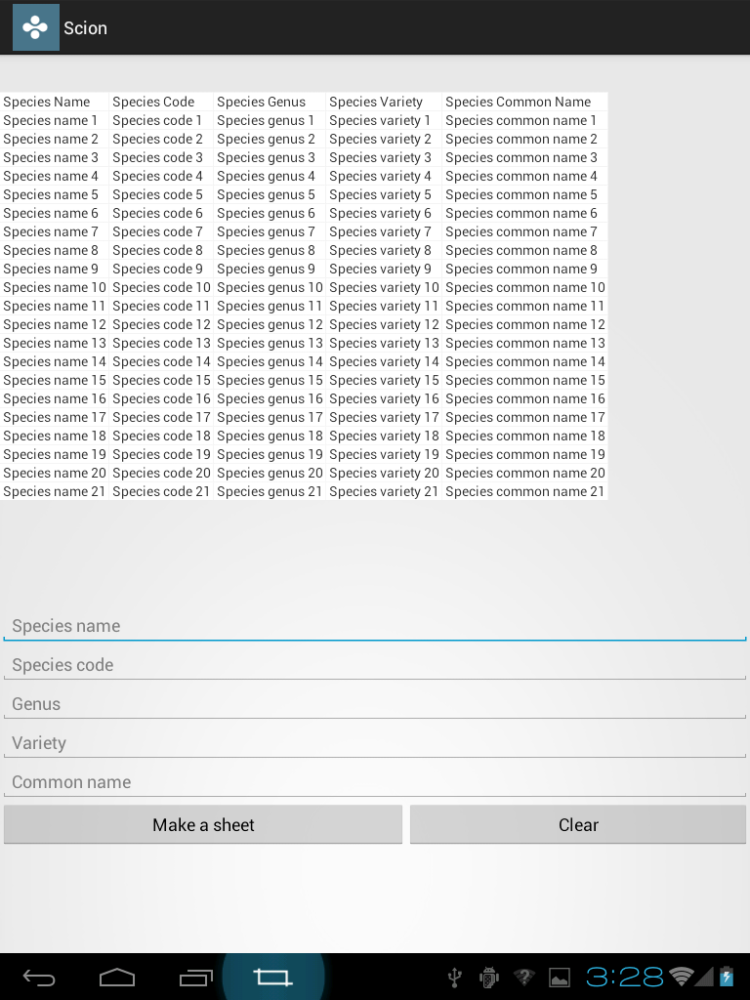 Scion
Species Name Species Code Species Genus Species Variety Species Common Name
Species name 1 Species code 1 Species genus 1 Species variety 1 Species common name 1
Species name 2 Species code 2 Species genus 2 Species variety 2 Species common name 2
Species name 3 Species code 3 Species genus 3 Species variety 3 Species common name 3
Species name 4 Species code 4 Species genus 4 Species variety 4 Species common name 4
Species name 5 Species code 5 Species genus 5 Species variety 5 Species common name 5
Species name 6 Species code 6 Species genus 6 Species variety 6 Species common name 6
Species name 7 Species code 7 Species genus 7 Species variety 7 Species common name 7
Species name 8 Species code 8 Species genus 8 Species variety 8 Species common name 8
Species name 9 Species code 9 Species genus 9 Species variety 9 Species common name 9
Species name 10 Species code 10 Species genus 10 Species variety 10 Species common name 10
Species name 11 Species code 11 Species genus 11 Species variety 11 Species common name 11
Species name 12 Species code 12 Species genus 12 Species variety 12 Species common name 12
Species name 13 Species code 13 Species genus 13 Species variety 13 Species common name 13
Species name 14 Species code 14 Species genus 14 Species variety 14 Species common name 14
Species name 15 Species code 15 Species genus 15 Species variety 15 Species common name 15
Species name 16 Species code 16 Species genus 16 Species variety 16 Species common name 16
Species name 17 Species code 17 Species genus 17 Species variety 17 Species common name 17
Species name 18 Species code 18 Species genus 18 Species variety 18 Species common name 18
Species name 19 Species code 19 Species genus 19 Species variety 19 Species common name 19
Species name 20 Species code 20 Species genus 20 Species variety 20 Species common name 20
Species name 21 Species code 21 Species genus 21 Species variety 21 Species common name 21
Species name
Species code
Genus
Variety
Common name
Make a sheet Clear
3:28